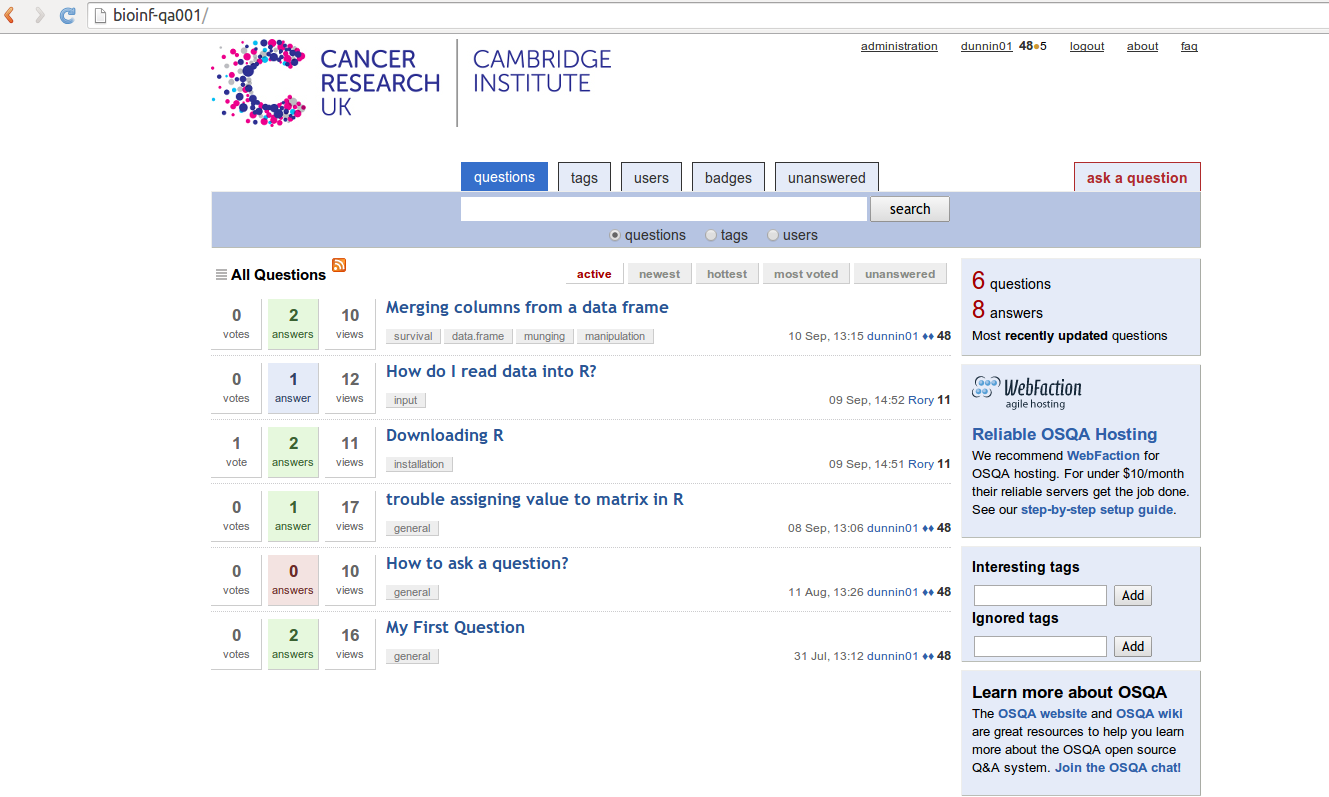 bioinf-qa001/
CANCER
RESEARCH
UK
CAMBRIDGE
INSTITUTE
administration dunnin01 48●5 logout about faq
questions tags users badges unanswered ask a question
search
questions tags users
All Questions
active newest hottest most voted unanswered
0 votes 2 answers 10 views
Merging columns from a data frame
survival data.frame munging manipulation
10 Sep, 13:15 dunnin01 ♦♦ 48
0 votes 1 answer 12 views
How do I read data into R?
input
09 Sep, 14:52 Rory 11
1 vote 2 answers 11 views
Downloading R
installation
09 Sep, 14:51 Rory 11
0 votes 1 answer 17 views
trouble assigning value to matrix in R
general
08 Sep, 13:06 dunnin01 ♦♦ 48
0 votes 0 answers 10 views
How to ask a question?
general
11 Aug, 13:26 dunnin01 ♦♦ 48
0 votes 2 answers 16 views
My First Question
general
31 Jul, 13:12 dunnin01 ♦♦ 48
6 questions
8 answers
Most recently updated questions
WebFaction
agile hosting
Reliable OSQA Hosting
We recommend WebFaction for
OSQA hosting. For under $10/month
their reliable servers get the job done.
See our step-by-step setup guide.
Interesting tags
Add
Ignored tags
Add
Learn more about OSQA
The OSQA website and OSQA wiki
are great resources to help you learn
more about the OSQA open source
Q&A system. Join the OSQA chat!